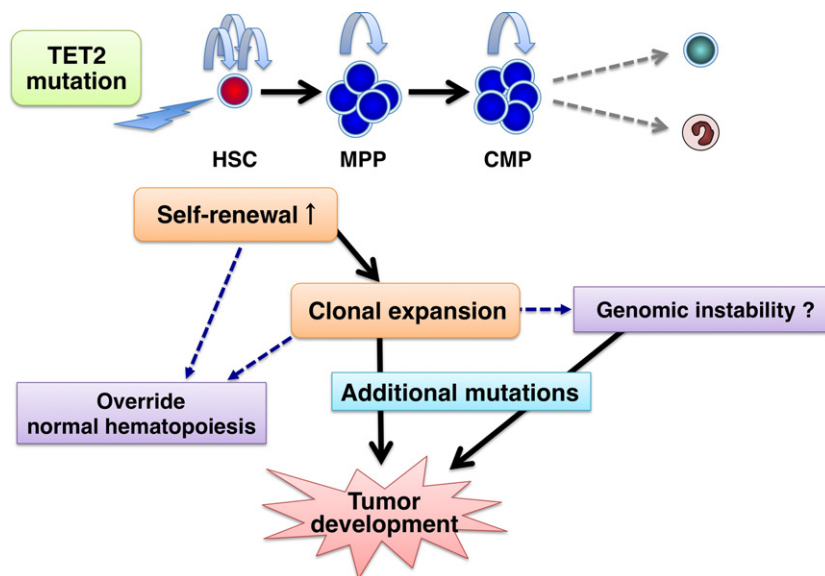 TET2
mutation
HSC
MPP
CMP
Self-renewal ↑
Clonal expansion
Genomic instability ?
Override
normal hematopoiesis
Additional mutations
Tumor
development